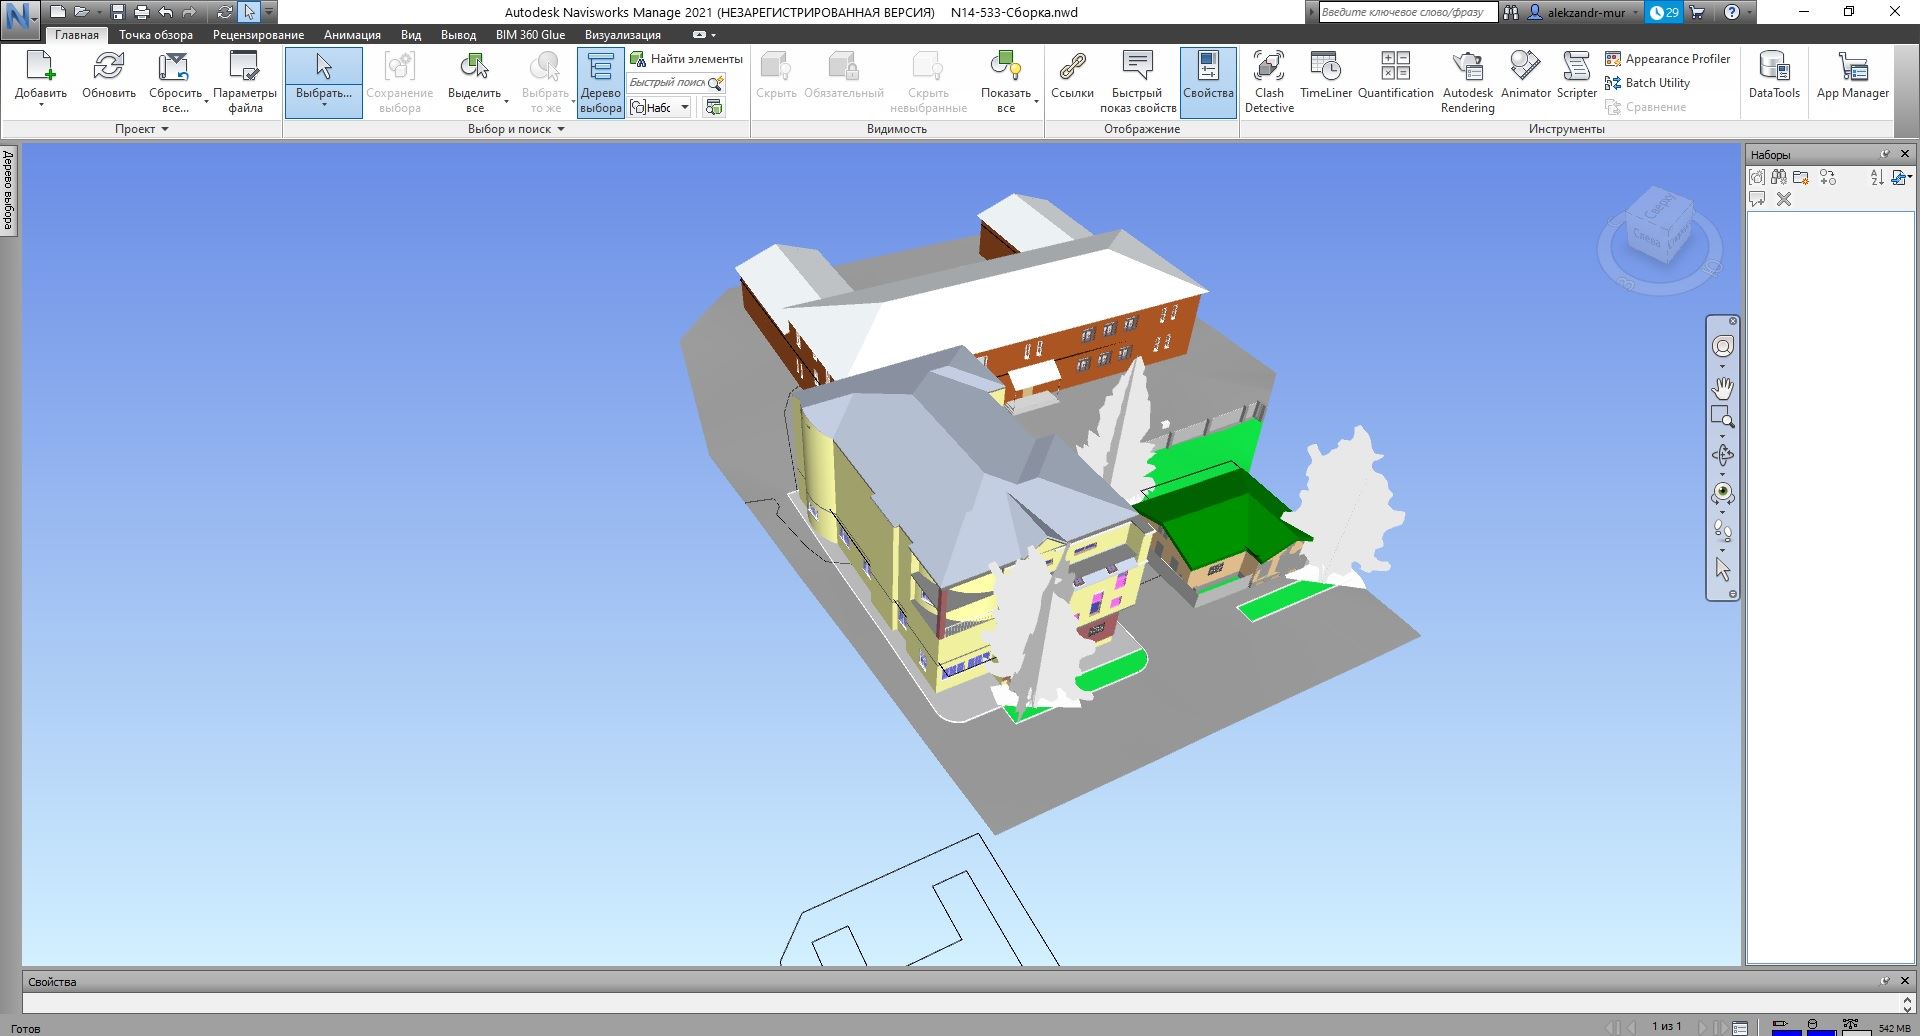 Autodesk Navisworks Manage 2021 (НЕЗАРЕГИСТРИРОВАННАЯ ВЕРСИЯ) N14-533-Сборка.nwd
Введите ключевое слово/фразу
alekzandr-mur
29
Главная Точка обзора Рецензирование Анимация Вид Вывод BIM 360 Glue Визуализация
Добавить
Обновить
Сбросить все...
Параметры файла
Выбрать...
Сохранение выбора
Выделить все
Выбрать то же
Дерево выбора
Найти элементы
Быстрый поиск
Набо
Скрыть
Обязательный
Скрыть невыбранные
Показать все
Ссылки
Быстрый показ свойств
Свойства
Clash Detective
TimeLiner
Quantification
Autodesk Rendering
Animator
Scripter
Appearance Profiler
Batch Utility
Сравнение
DataTools
App Manager
Проект
Выбор и поиск
Видимость
Отображение
Инструменты
Дерево выбора
Наборы
Сверху
Слева
Свойства
Готов
1 из 1
542 MB